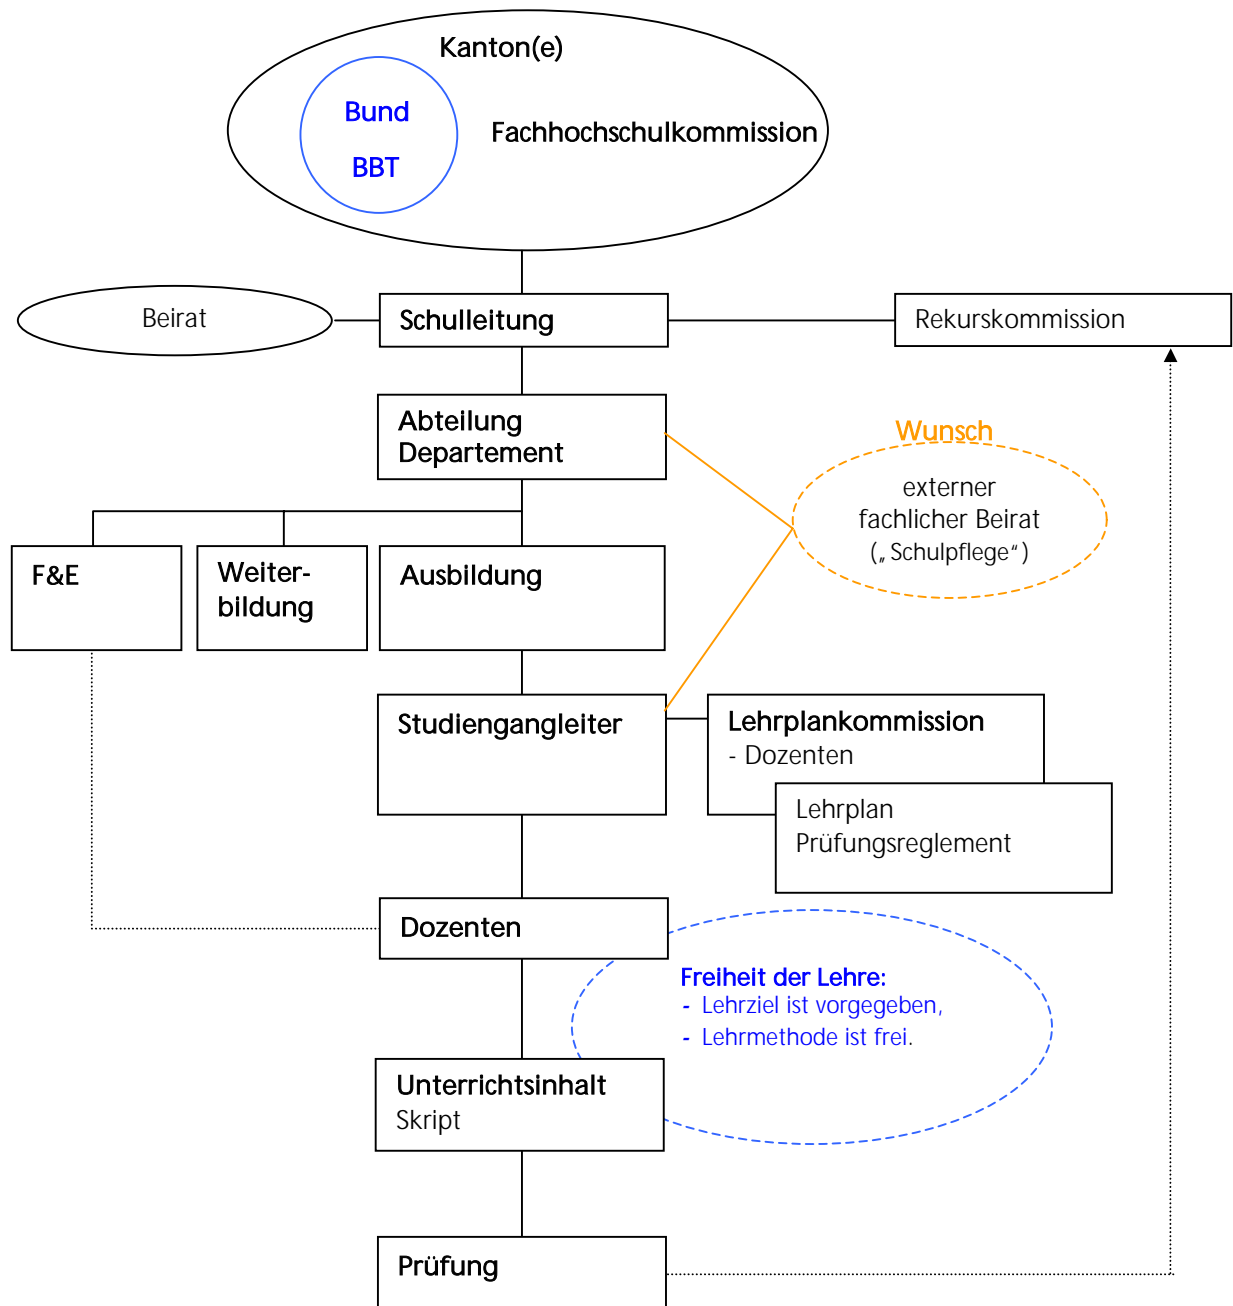 Kanton(e)
Bund
BBT
Fachhochschulkommission
Beirat
Schulleitung
Rekurskommission
Abteilung
Departement
Wunsch
externer
fachlicher Beirat
(„Schulpflege“)
F&E
Weiter-
bildung
Ausbildung
Studiengangleiter
Lehrplankommission
- Dozenten
Lehrplan
Prüfungsreglement
Dozenten
Freiheit der Lehre:
- Lehrziel ist vorgegeben,
- Lehrmethode ist frei.
Unterrichtsinhalt
Skript
Prüfung